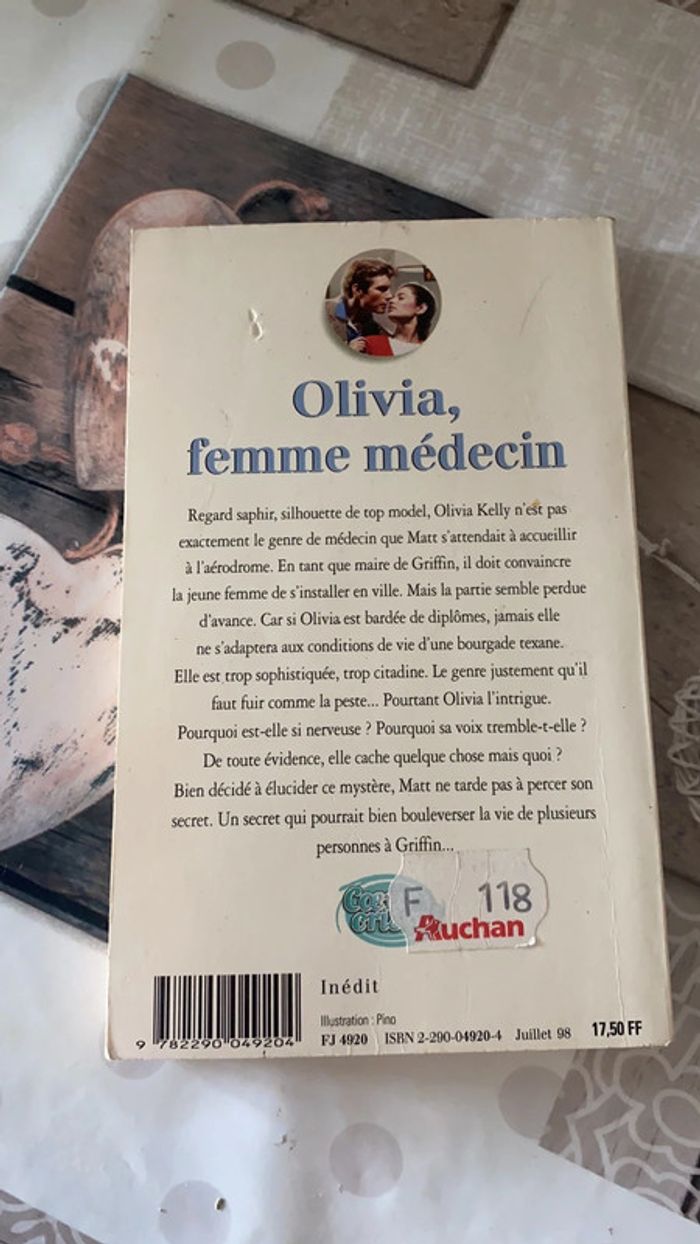 Olivia,
femme médecin
Regard saphir, silhouette de top model, Olivia Kelly n'est pas
exactement le genre de médecin que Matt s'attendait à accueillir
à l'aérodrome. En tant que maire de Griffin, il doit convaincre
la jeune femme de s'installer en ville. Mais la partie semble perdue
d'avance. Car si Olivia est bardée de diplômes, jamais elle
ne s'adaptera aux conditions de vie d'une bourgade texane.
Elle est trop sophistiquée, trop citadine. Le genre justement qu'il
faut fuir comme la peste... Pourtant Olivia l'intrigue.
Pourquoi est-elle si nerveuse ? Pourquoi sa voix tremble-t-elle ?
De toute évidence, elle cache quelque chose mais quoi ?
Bien décidé à élucider ce mystère, Matt ne tarde pas à percer son
secret. Un secret qui pourrait bien bouleverser la vie de plusieurs
personnes à Griffin...
F 118
Auchan
Inédit
Illustration : Pino
FJ 4920 ISBN 2-290-04920-4 Juillet 98 17,50 FF
9 782290 049204